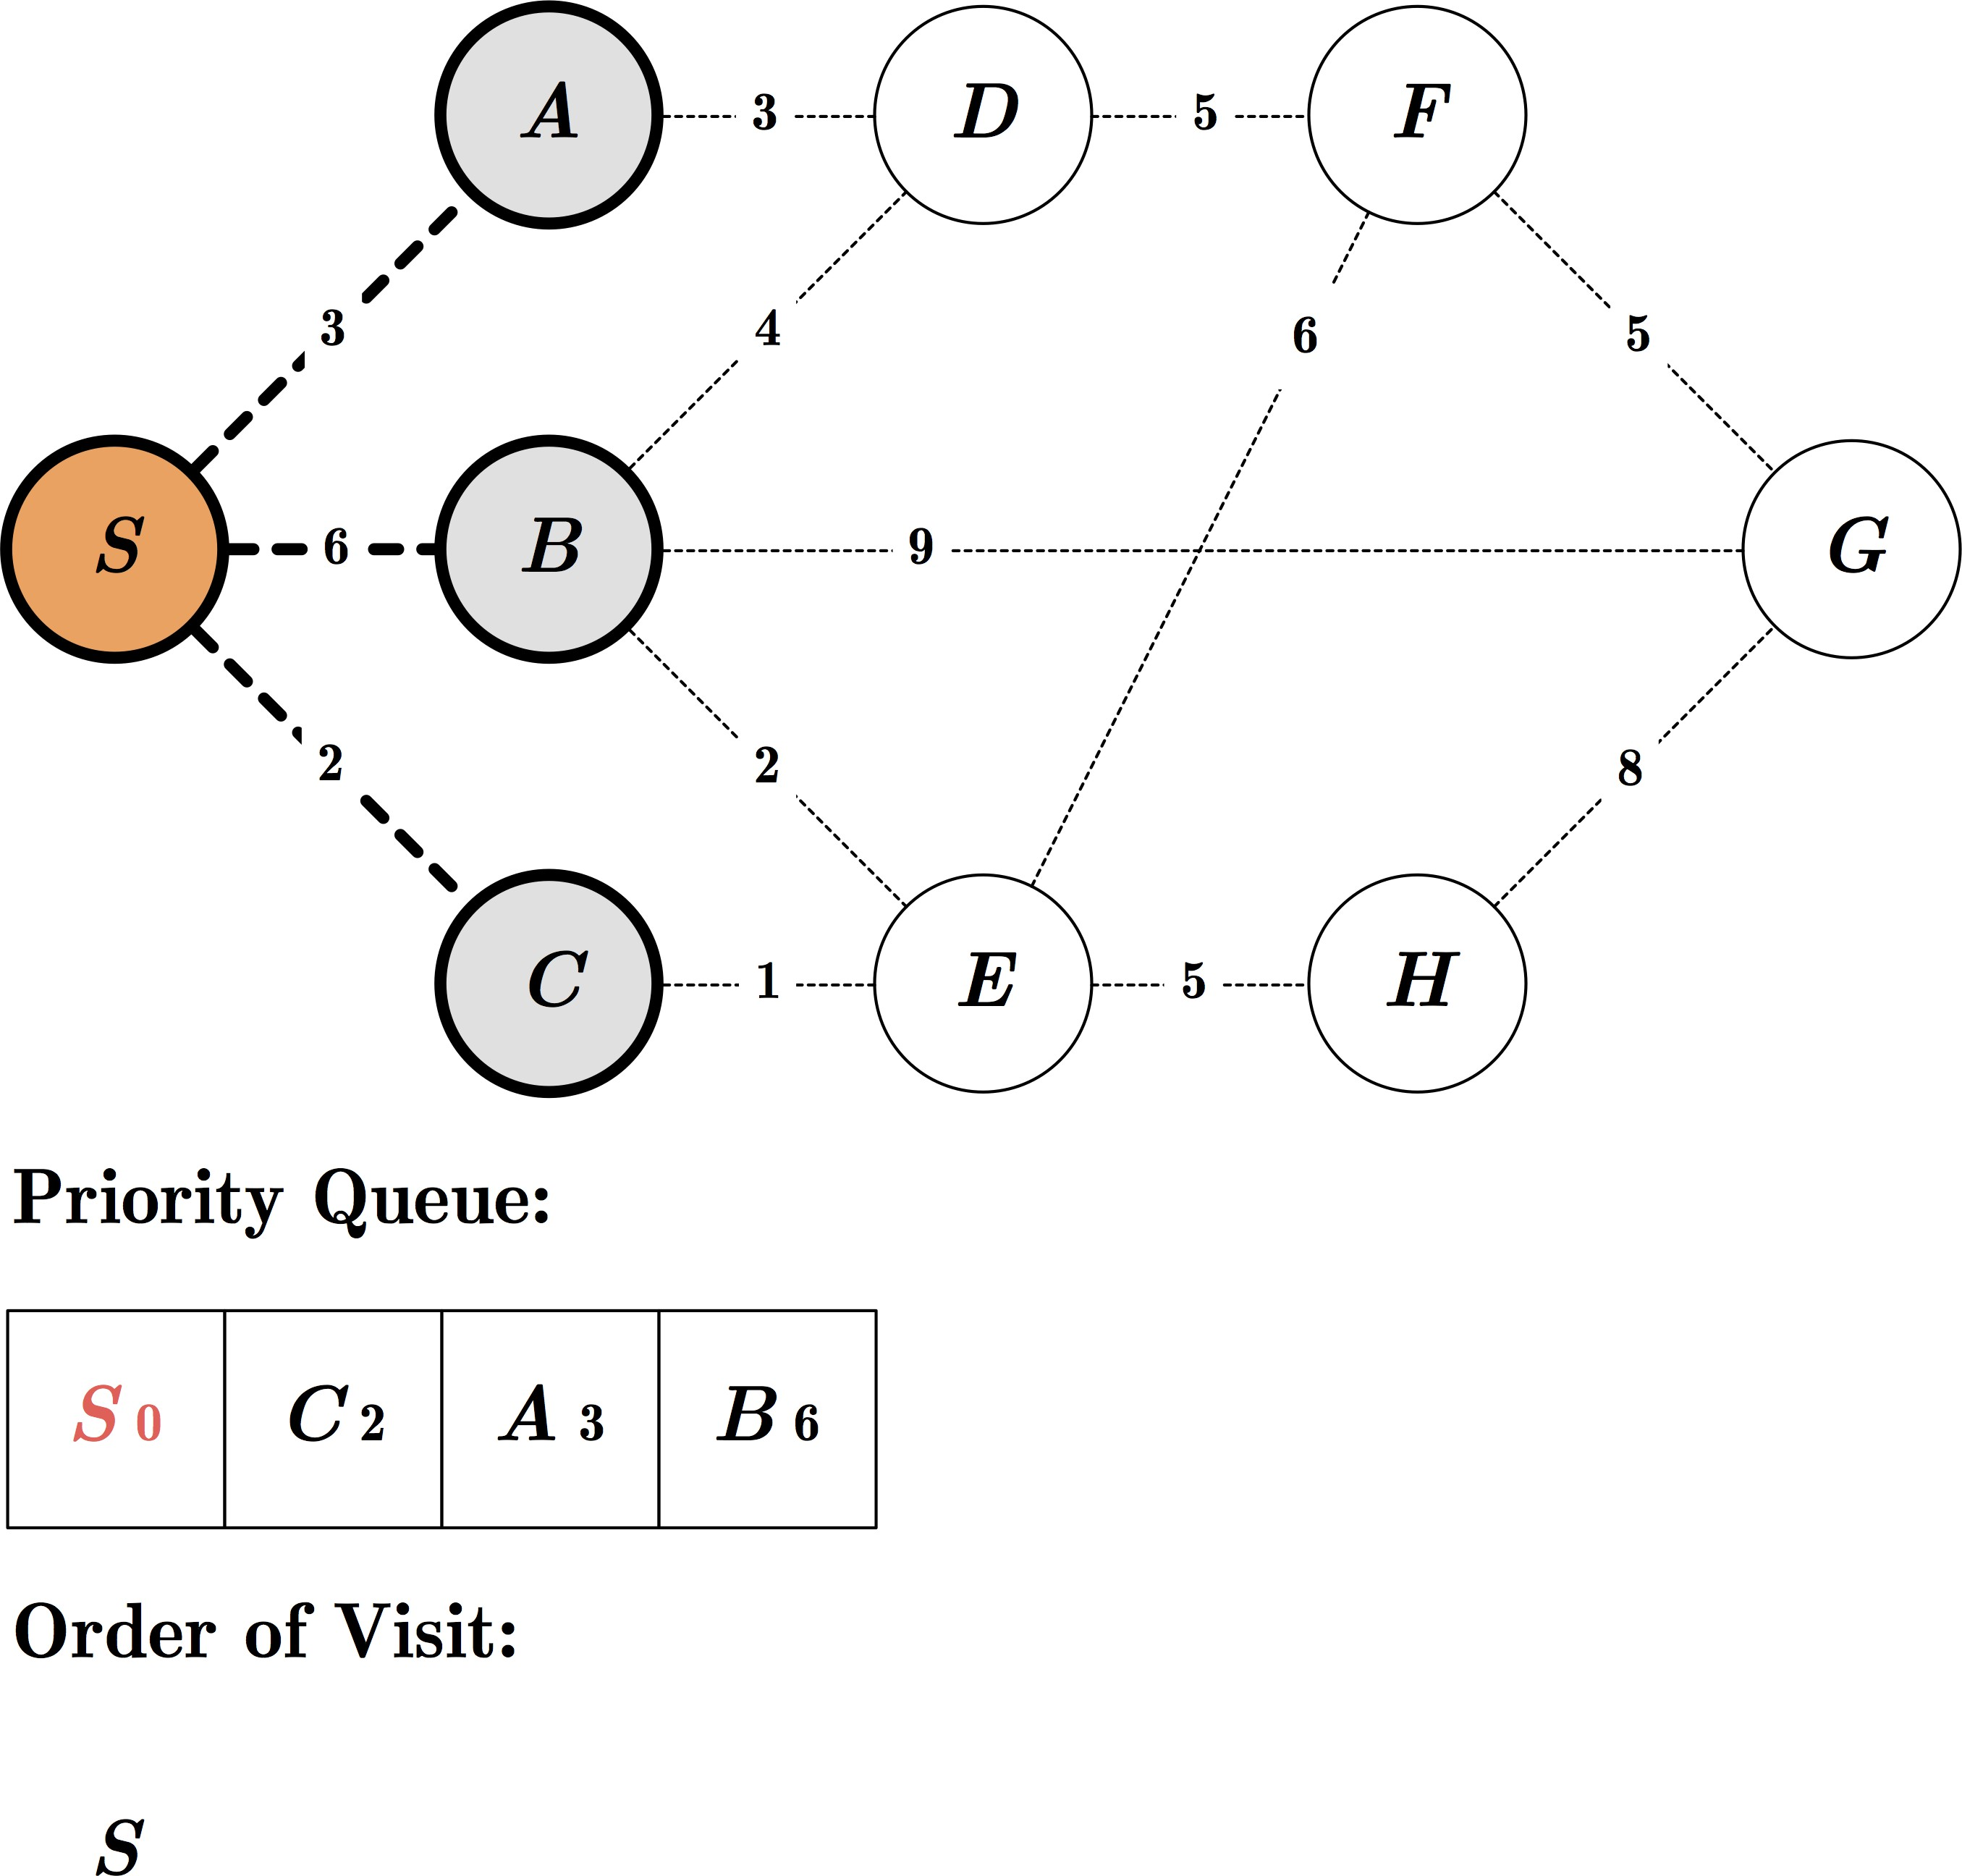 A 3 D 5 F
3 4 6 5
S 6 B 9 G
2 2 8
C 1 E 5 H
Priority Queue:
S 0 C 2 A 3 B 6
Order of Visit:
S